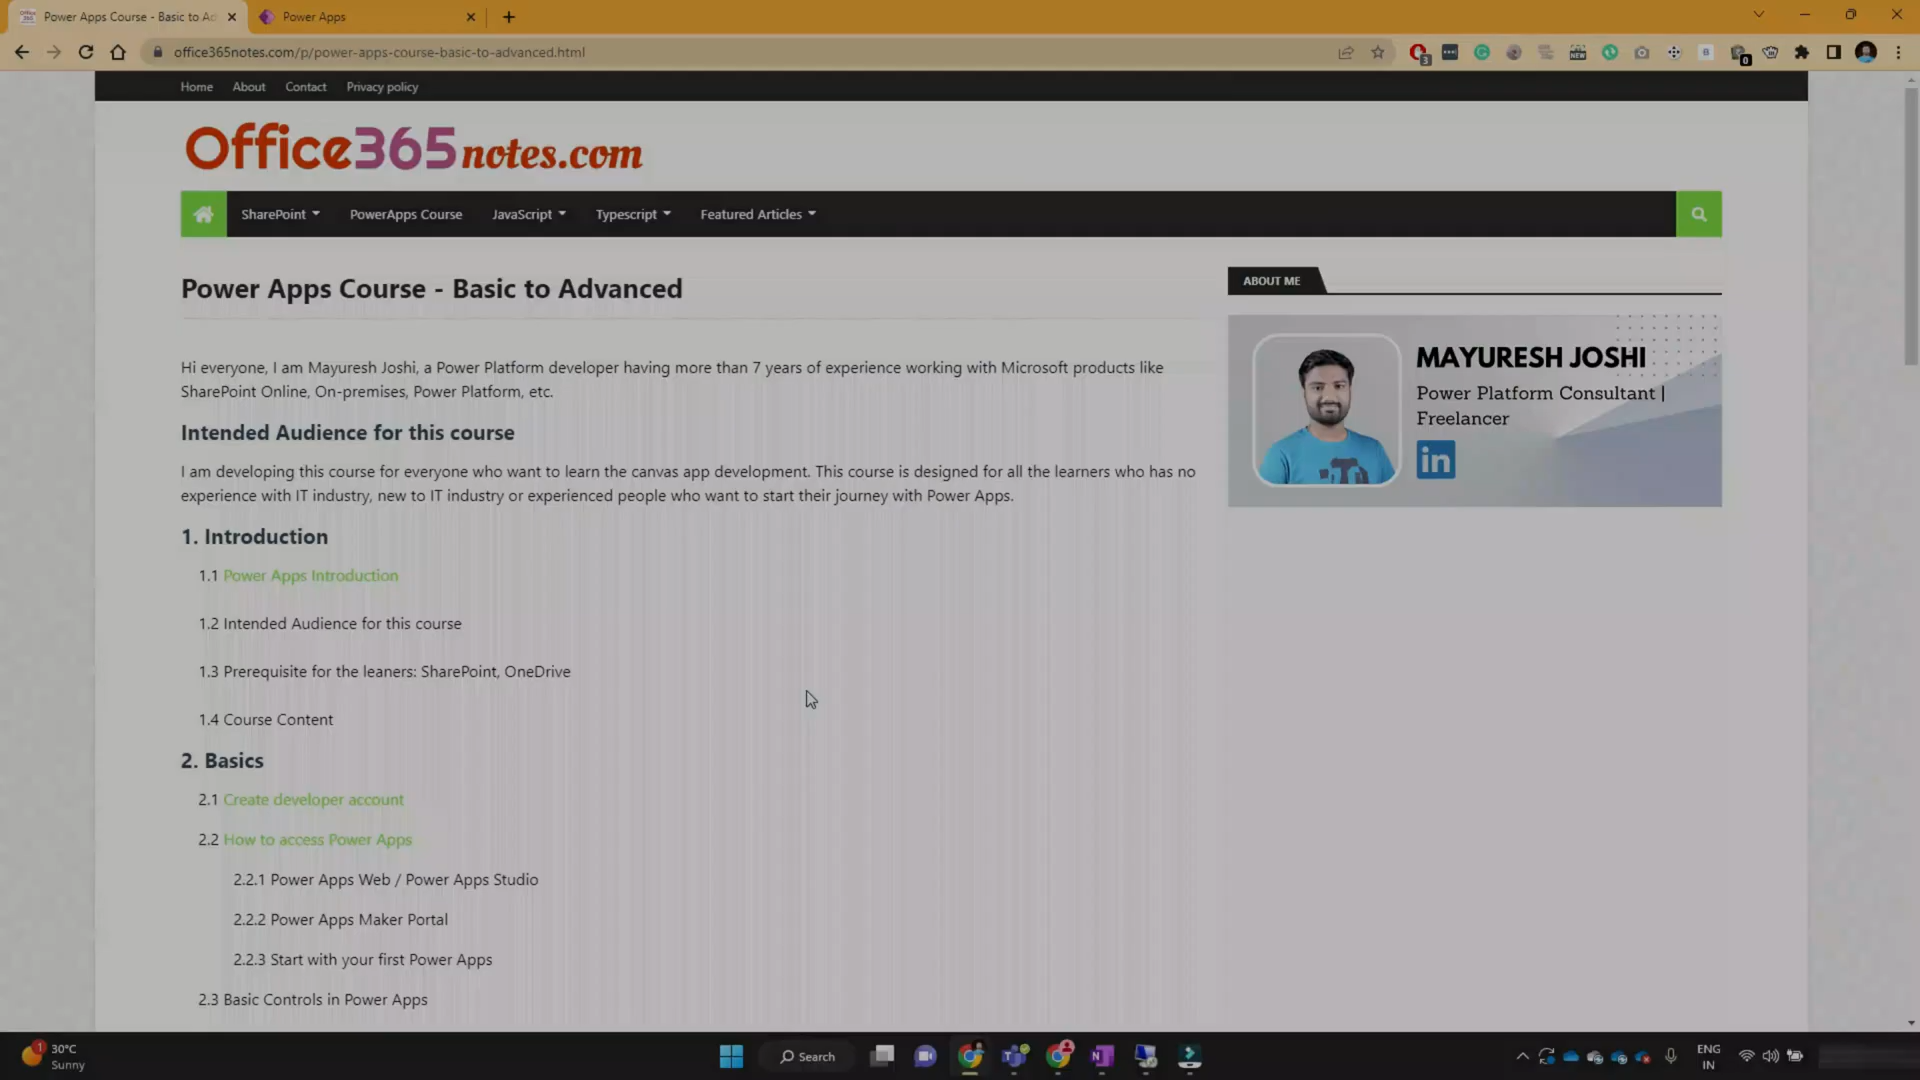 Power Apps Course - Basic to Ad
Power Apps
office365notes.com/p/power-apps-course-basic-to-advanced.html
3
NEW
B
0
Home About Contact Privacy policy
Office365notes.com
SharePoint PowerApps Course JavaScript Typescript Featured Articles
Power Apps Course - Basic to Advanced
ABOUT ME
Hi everyone, I am Mayuresh Joshi, a Power Platform developer having more than 7 years of experience working with Microsoft products like
SharePoint Online, On-premises, Power Platform, etc.
MAYURESH JOSHI
Power Platform Consultant |
Freelancer
in
Intended Audience for this course
I am developing this course for everyone who want to learn the canvas app development. This course is designed for all the learners who has no
experience with IT industry, new to IT industry or experienced people who want to start their journey with Power Apps.
1. Introduction
1.1 Power Apps Introduction
1.2 Intended Audience for this course
1.3 Prerequisite for the leaners: SharePoint, OneDrive
1.4 Course Content
2. Basics
2.1 Create developer account
2.2 How to access Power Apps
2.2.1 Power Apps Web / Power Apps Studio
2.2.2 Power Apps Maker Portal
2.2.3 Start with your first Power Apps
2.3 Basic Controls in Power Apps
1
30°C
Sunny
Search
ENG
IN